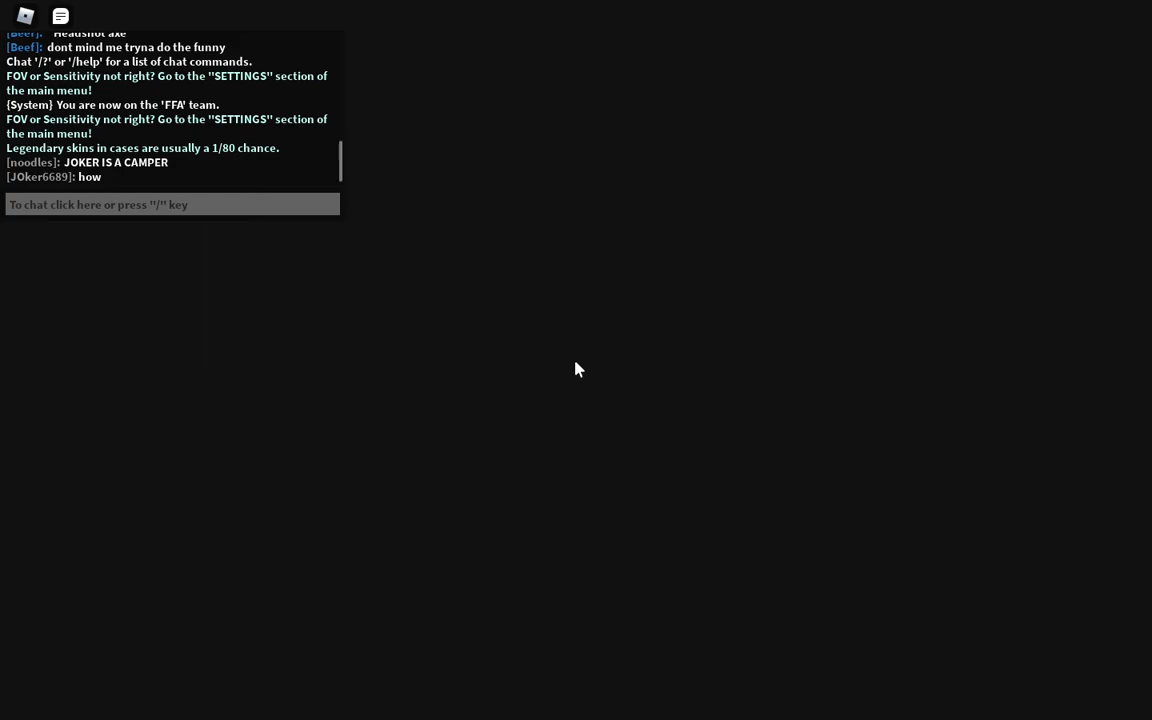 [Beef]: Headshot axe
[Beef]: dont mind me tryna do the funny
Chat '/?' or '/help' for a list of chat commands.
FOV or Sensitivity not right? Go to the "SETTINGS" section of
the main menu!
{System} You are now on the 'FFA' team.
FOV or Sensitivity not right? Go to the "SETTINGS" section of
the main menu!
Legendary skins in cases are usually a 1/80 chance.
[noodles]: JOKER IS A CAMPER
[JOker6689]: how
To chat click here or press "/" key